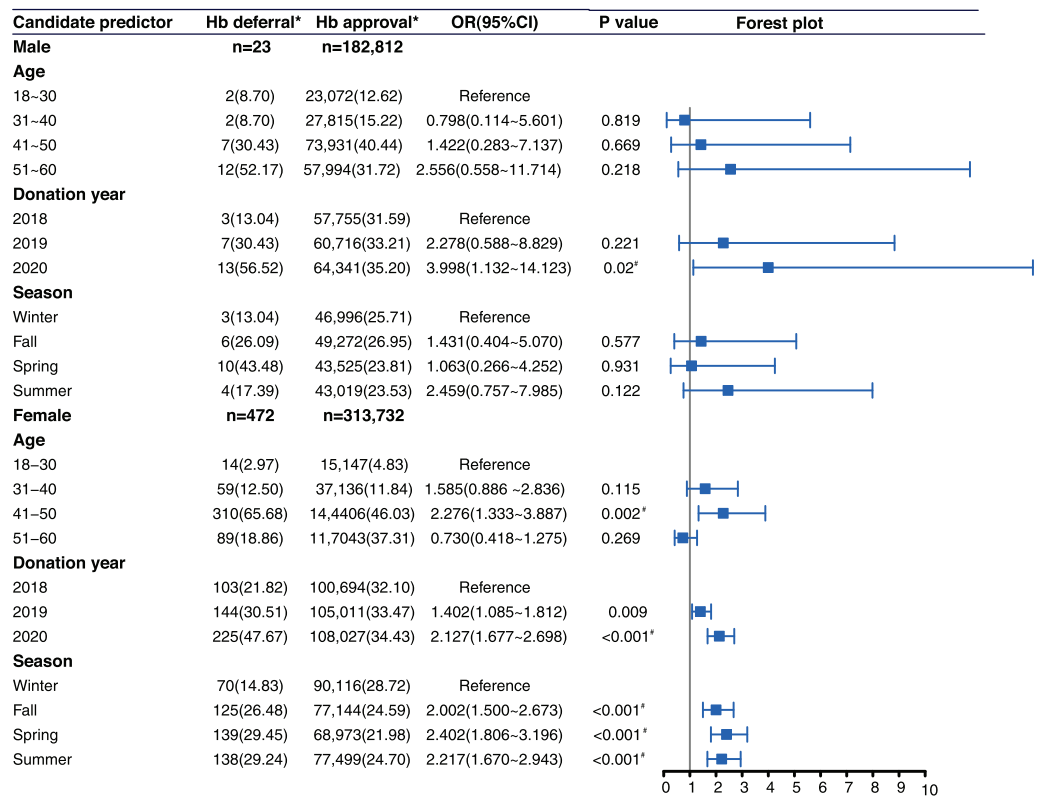 Candidate predictor Hb deferral* Hb approval* OR(95%CI) P value Forest plot
Male n=23 n=182,812
Age
18~30 2(8.70) 23,072(12.62) Reference
31~40 2(8.70) 27,815(15.22) 0.798(0.114~5.601) 0.819
41~50 7(30.43) 73,931(40.44) 1.422(0.283~7.137) 0.669
51~60 12(52.17) 57,994(31.72) 2.556(0.558~11.714) 0.218
Donation year
2018 3(13.04) 57,755(31.59) Reference
2019 7(30.43) 60,716(33.21) 2.278(0.588~8.829) 0.221
2020 13(56.52) 64,341(35.20) 3.998(1.132~14.123) 0.02#
Season
Winter 3(13.04) 46,996(25.71) Reference
Fall 6(26.09) 49,272(26.95) 1.431(0.404~5.070) 0.577
Spring 10(43.48) 43,525(23.81) 1.063(0.266~4.252) 0.931
Summer 4(17.39) 43,019(23.53) 2.459(0.757~7.985) 0.122
Female n=472 n=313,732
Age
18−30 14(2.97) 15,147(4.83) Reference
31−40 59(12.50) 37,136(11.84) 1.585(0.886 ~2.836) 0.115
41−50 310(65.68) 14,4406(46.03) 2.276(1.333~3.887) 0.002#
51−60 89(18.86) 11,7043(37.31) 0.730(0.418~1.275) 0.269
Donation year
2018 103(21.82) 100,694(32.10) Reference
2019 144(30.51) 105,011(33.47) 1.402(1.085~1.812) 0.009
2020 225(47.67) 108,027(34.43) 2.127(1.677~2.698) <0.001#
Season
Winter 70(14.83) 90,116(28.72) Reference
Fall 125(26.48) 77,144(24.59) 2.002(1.500~2.673) <0.001#
Spring 139(29.45) 68,973(21.98) 2.402(1.806~3.196) <0.001#
Summer 138(29.24) 77,499(24.70) 2.217(1.670~2.943) <0.001#
0 1 2 3 4 5 6 7 8 9 10